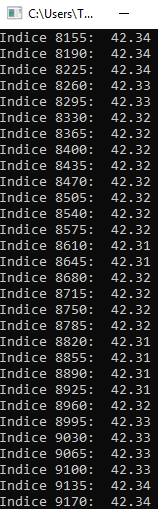 C:\Users\T...
Indice 8155: 42.34
Indice 8190: 42.34
Indice 8225: 42.34
Indice 8260: 42.33
Indice 8295: 42.33
Indice 8330: 42.32
Indice 8365: 42.32
Indice 8400: 42.32
Indice 8435: 42.32
Indice 8470: 42.32
Indice 8505: 42.32
Indice 8540: 42.32
Indice 8575: 42.32
Indice 8610: 42.31
Indice 8645: 42.31
Indice 8680: 42.32
Indice 8715: 42.32
Indice 8750: 42.32
Indice 8785: 42.32
Indice 8820: 42.31
Indice 8855: 42.31
Indice 8890: 42.31
Indice 8925: 42.31
Indice 8960: 42.32
Indice 8995: 42.33
Indice 9030: 42.33
Indice 9065: 42.33
Indice 9100: 42.33
Indice 9135: 42.34
Indice 9170: 42.34